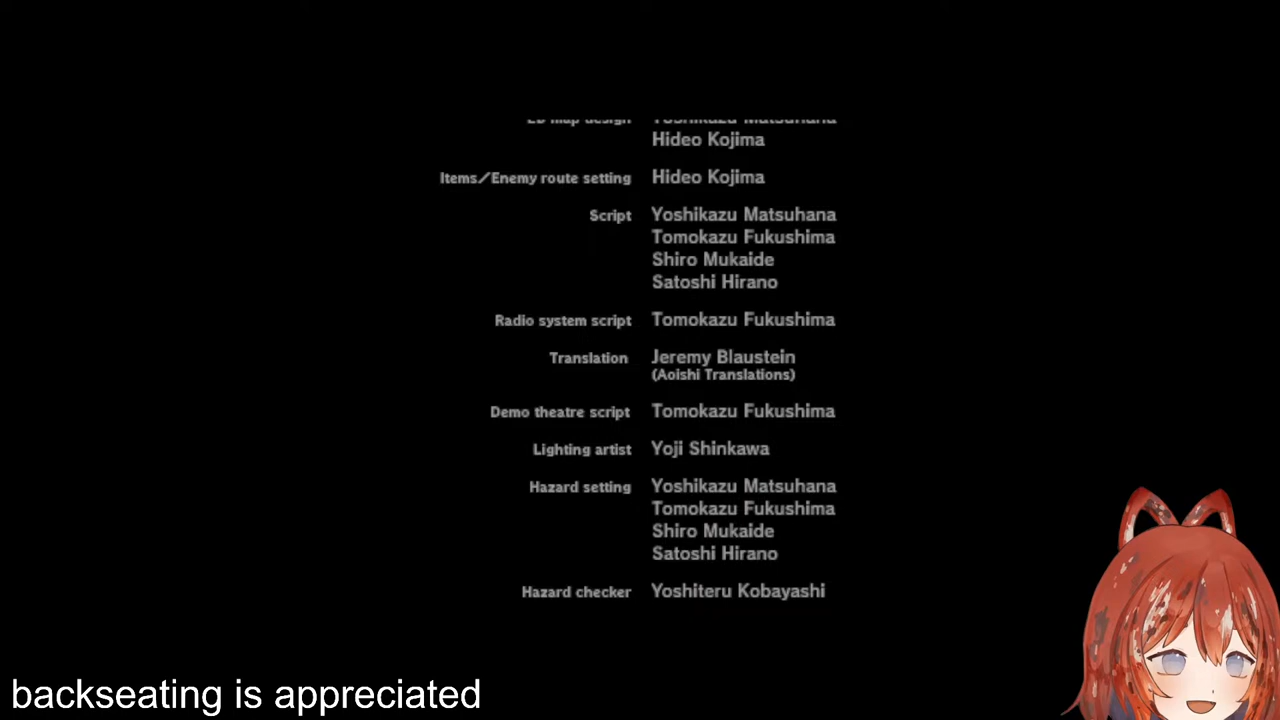 Hideo Kojima
Items／Enemy route setting Hideo Kojima
Script Yoshikazu Matsuhana
Tomokazu Fukushima
Shiro Mukaide
Satoshi Hirano
Radio system script Tomokazu Fukushima
Translation Jeremy Blaustein
(Aoishi Translations)
Demo theatre script Tomokazu Fukushima
Lighting artist Yoji Shinkawa
Hazard setting Yoshikazu Matsuhana
Tomokazu Fukushima
Shiro Mukaide
Satoshi Hirano
Hazard checker Yoshiteru Kobayashi
backseating is appreciated